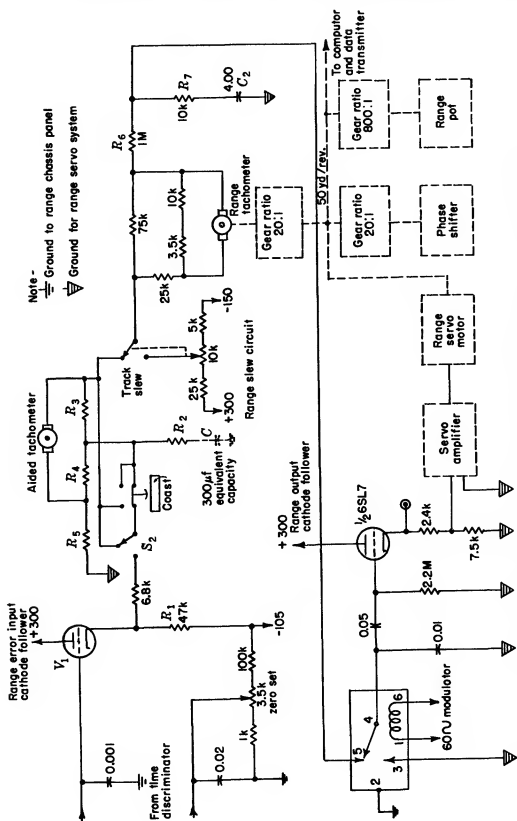 Note -
Ground to range chassis panel
Ground for range servo system
Range error input
cathode follower
+300
V1
Aided tachometer
R5
R4
R3
S2
6.8k
Coast
R2
C
300μf
equivalent
capacity
Track
slew
25k
10k
5k
+300
-150
Range slew circuit
25k
75k
3.5k
10k
Range
tachometer
R6
1M
R7
10k
4.00
C2
0.001
From time
discriminator
0.02
R1
47k
100k
3.5k
zero set
1k
-105
Gear ratio
20:1
50 yd/rev.
To computor
and data
transmitter
Gear ratio
20:1
Gear ratio
800:1
Phase
shifter
Range
pot
Range
servo
motor
Servo
amplifier
+300
Range output
cathode follower
½6SL7
2.4k
7.5k
2.2M
0.05
0.01
5
4
2
3
1
6
60∿ modulator